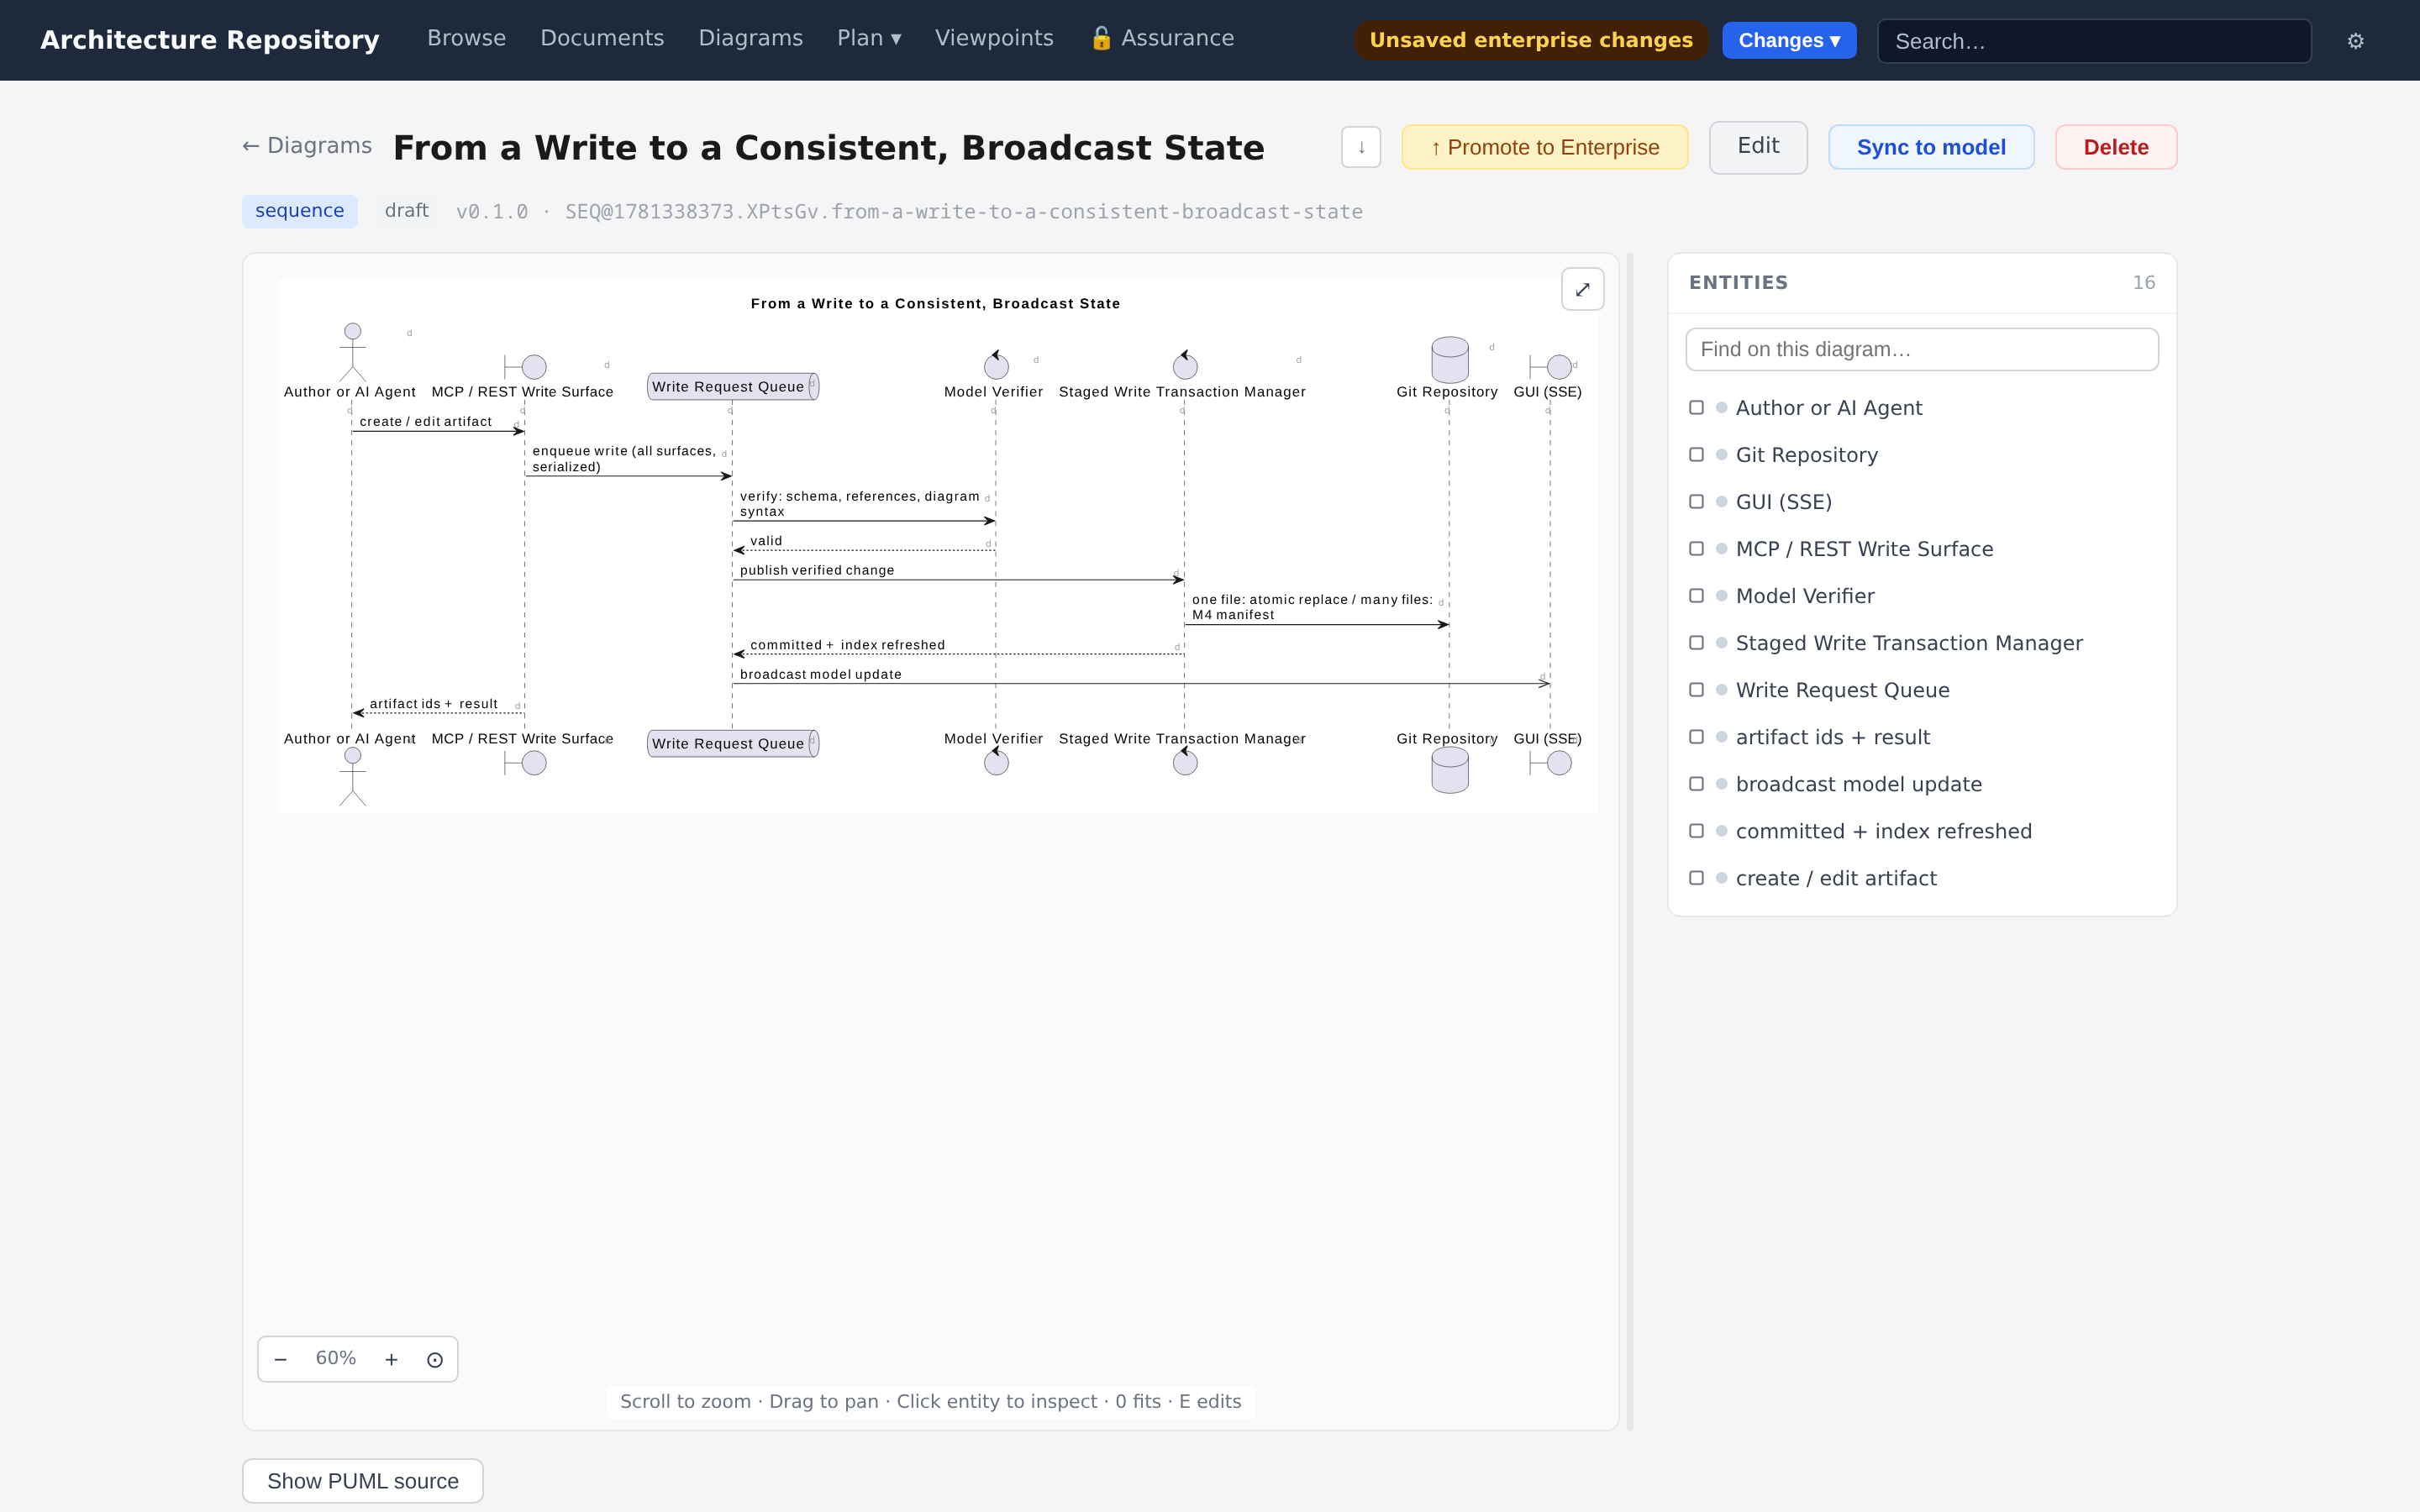 Architecture Repository Browse Documents Diagrams Plan ▾ Viewpoints 🔓 Assurance Unsaved enterprise changes Changes ▾ Search… ⚙
← Diagrams From a Write to a Consistent, Broadcast State ↓ ↑ Promote to Enterprise Edit Sync to model Delete
sequence draft v0.1.0 · SEQ@1781338373.XPtsGv.from-a-write-to-a-consistent-broadcast-state
From a Write to a Consistent, Broadcast State
d
d
d
d
d
d
d
Author or AI Agent MCP / REST Write Surface Write Request Queue Model Verifier Staged Write Transaction Manager Git Repository GUI (SSE)
d d d d d d d
create / edit artifact d
enqueue write (all surfaces, d
serialized)
verify: schema, references, diagram d
syntax
valid d
publish verified change d
one file: atomic replace / many files: d
M4 manifest
committed + index refreshed d
broadcast model update d
artifact ids + result d
Author or AI Agent MCP / REST Write Surface Write Request Queue Model Verifier Staged Write Transaction Manager Git Repository GUI (SSE)
− 60% + ⊙
Scroll to zoom · Drag to pan · Click entity to inspect · 0 fits · E edits
Show PUML source
ENTITIES 16
Find on this diagram…
Author or AI Agent
Git Repository
GUI (SSE)
MCP / REST Write Surface
Model Verifier
Staged Write Transaction Manager
Write Request Queue
artifact ids + result
broadcast model update
committed + index refreshed
create / edit artifact